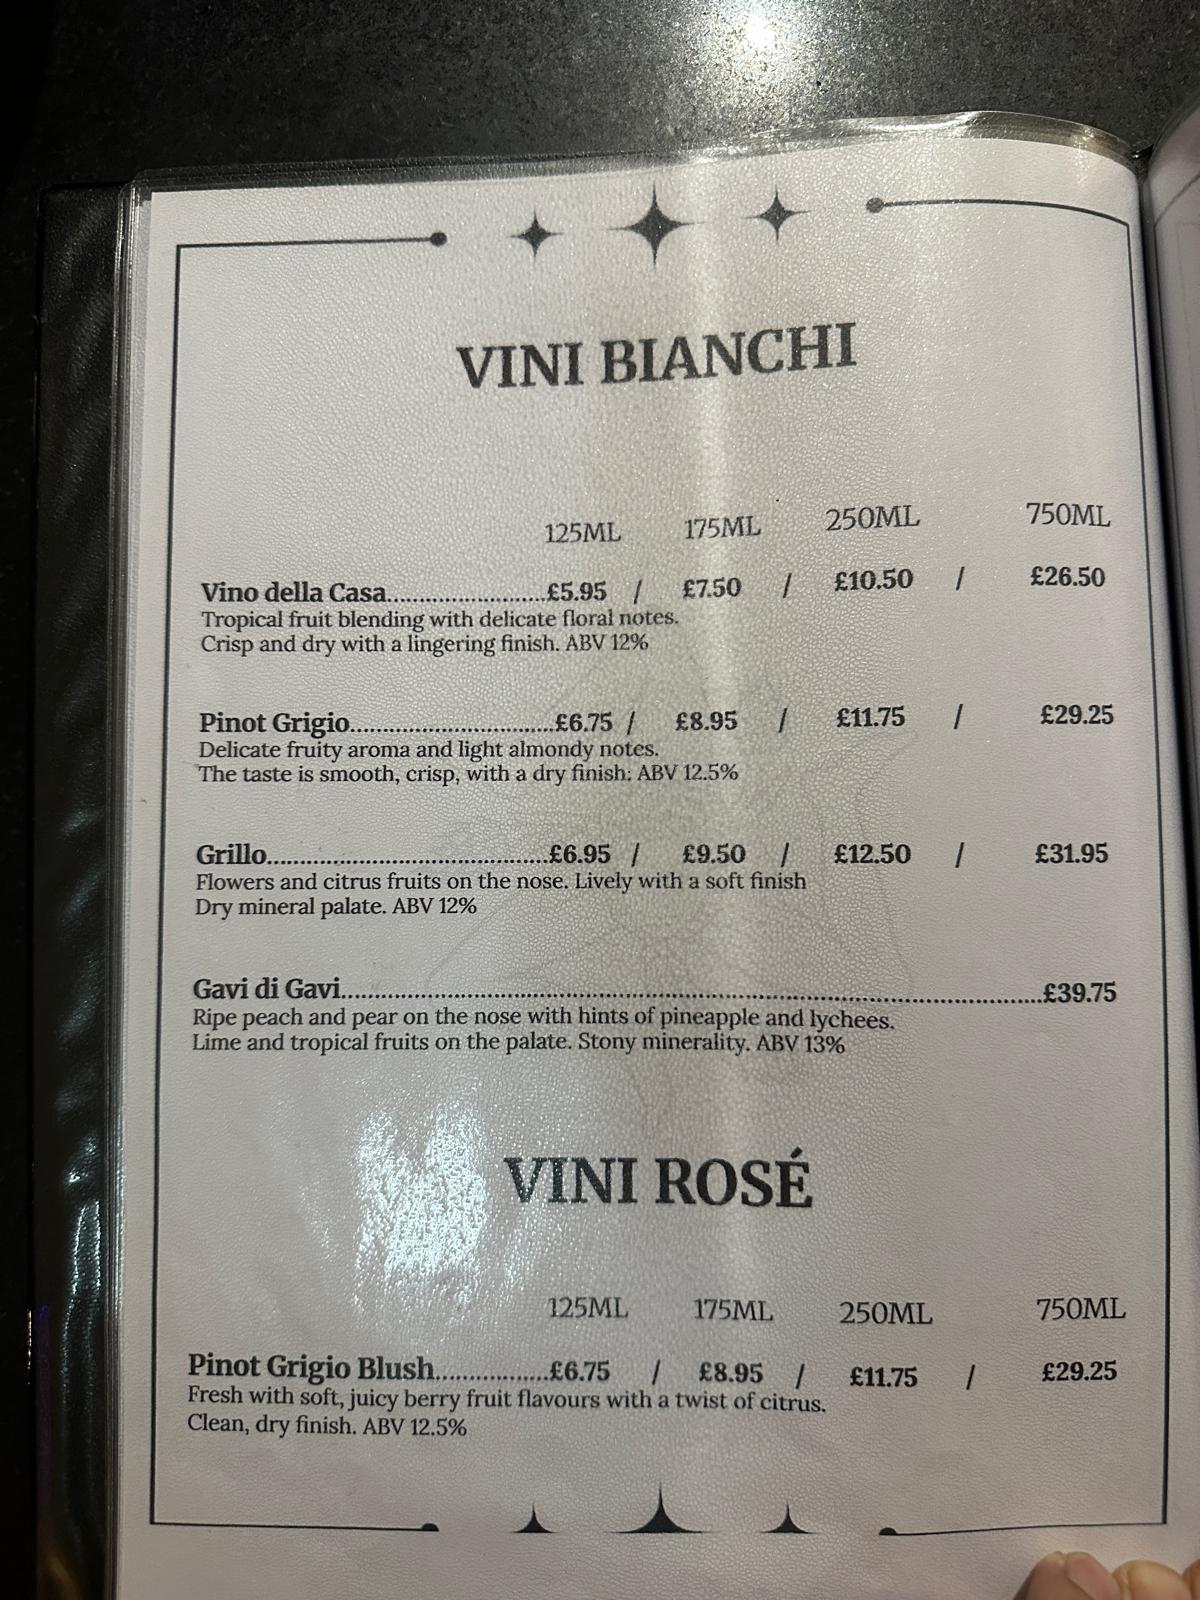 VINI BIANCHI
125ML 175ML 250ML 750ML
Vino della Casa........................£5.95 / £7.50 / £10.50 / £26.50
Tropical fruit blending with delicate floral notes.
Crisp and dry with a lingering finish. ABV 12%
Pinot Grigio...............................£6.75 / £8.95 / £11.75 / £29.25
Delicate fruity aroma and light almondy notes.
The taste is smooth, crisp, with a dry finish. ABV 12.5%
Grillo...........................................£6.95 / £9.50 / £12.50 / £31.95
Flowers and citrus fruits on the nose. Lively with a soft finish
Dry mineral palate. ABV 12%
Gavi di Gavi..............................................................................................................£39.75
Ripe peach and pear on the nose with hints of pineapple and lychees.
Lime and tropical fruits on the palate. Stony minerality. ABV 13%
VINI ROSÉ
125ML 175ML 250ML 750ML
Pinot Grigio Blush.................£6.75 / £8.95 / £11.75 / £29.25
Fresh with soft, juicy berry fruit flavours with a twist of citrus.
Clean, dry finish. ABV 12.5%